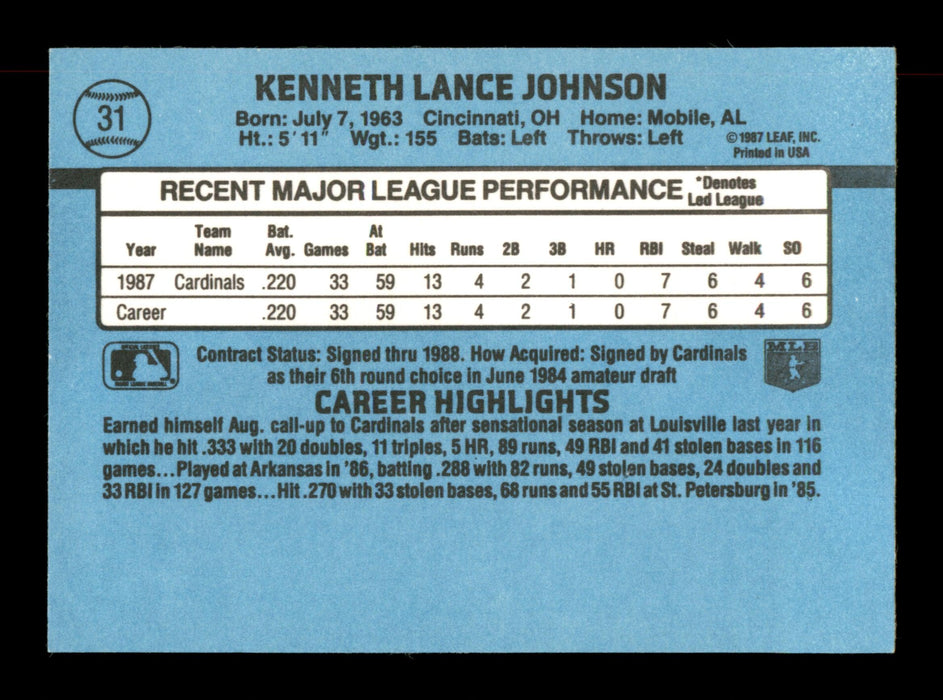 31
KENNETH LANCE JOHNSON
Born: July 7, 1963 Cincinnati, OH Home: Mobile, AL
Ht.: 5'11" Wgt.: 155 Bats: Left Throws: Left
©1987 LEAF, INC.
Printed in USA
RECENT MAJOR LEAGUE PERFORMANCE *Denotes
Led League
Year Team Name Bat. Avg. Games At Bat Hits Runs 2B 3B HR RBI Steal Walk SO
1987 Cardinals .220 33 59 13 4 2 1 0 7 6 4 6
Career .220 33 59 13 4 2 1 0 7 6 4 6
Contract Status: Signed thru 1988. How Acquired: Signed by Cardinals
as their 6th round choice in June 1984 amateur draft
MLB
CAREER HIGHLIGHTS
Earned himself Aug. call-up to Cardinals after sensational season at Louisville last year in
which he hit .333 with 20 doubles, 11 triples, 5 HR, 89 runs, 49 RBI and 41 stolen bases in 116
games...Played at Arkansas in '86, batting .288 with 82 runs, 49 stolen bases, 24 doubles and
33 RBI in 127 games...Hit .270 with 33 stolen bases, 68 runs and 55 RBI at St. Petersburg in '85.